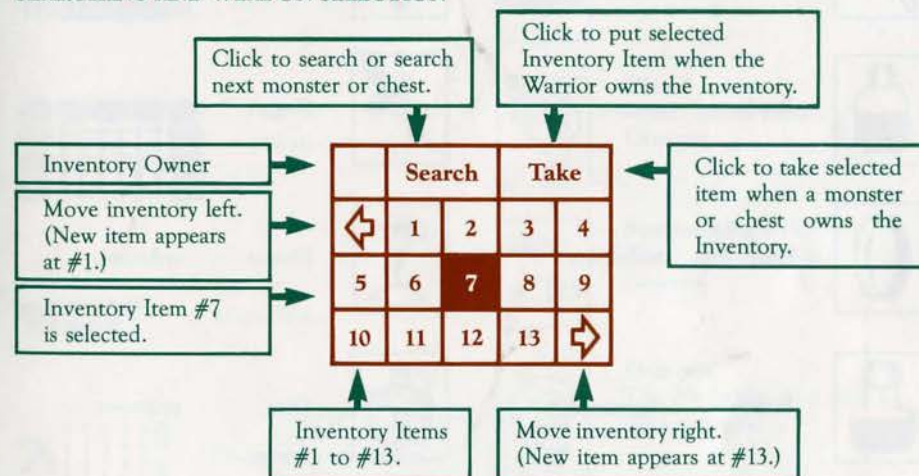 Click to search or search
next monster or chest.
Click to put selected
Inventory Item when the
Warrior owns the Inventory.
Inventory Owner
Search Take
Click to take selected
item when a monster
or chest owns the
Inventory.
Move inventory left.
(New item appears
at #1.)
1 2 3 4
5 6 7 8 9
Inventory Item #7
is selected.
10 11 12 13
Inventory Items
#1 to #13.
Move inventory right.
(New item appears at #13.)